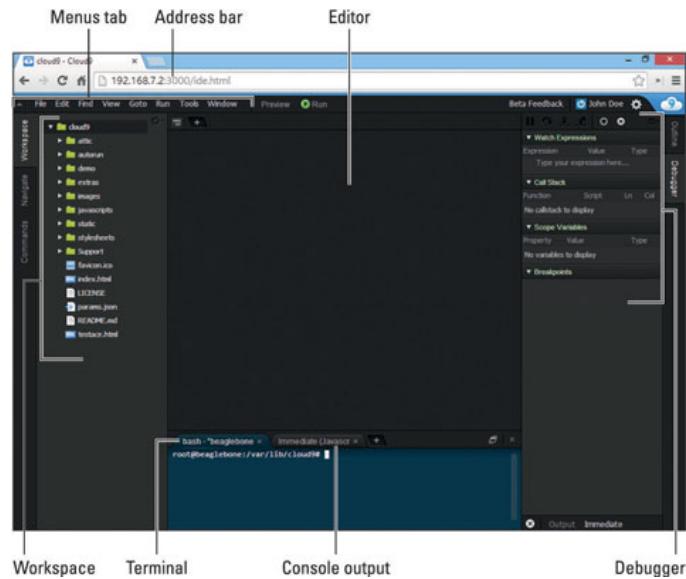 Menus tab Address bar Editor
cloud9 - Cloud9 ×
192.168.7.2:3000/ide.html
File Edit Find View Goto Run Tools Window Preview Run Beta Feedback John Doe
Workspace
Navigate
Commands
cloud9
attic
autorun
demo
extras
images
javascripts
static
stylesheets
Support
favicon.ico
index.html
LICENSE
params.json
README.md
testace.html
Watch Expressions
Expression Value Type
Type your expression here...
Call Stack
Function Script Ln Col
No callstack to display
Scope Variables
Property Value Type
No variables to display
Breakpoints
Outline
Debugger
bash - "beaglebone × Immediate (Javascr ×
root@beaglebone:/var/lib/cloud9#
Output Immediate
Workspace Terminal Console output Debugger